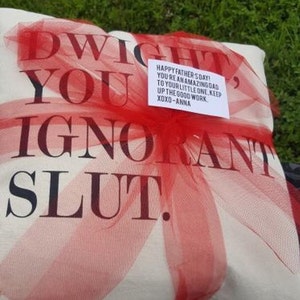 DWIGHT,
YOU
IGNORANT
SLUT.
HAPPY FATHER'S DAY!
YOU'RE AN AMAZING DAD
TO YOUR LITTLE ONE. KEEP
UP THE GOOD WORK.
XOXO - ANNA